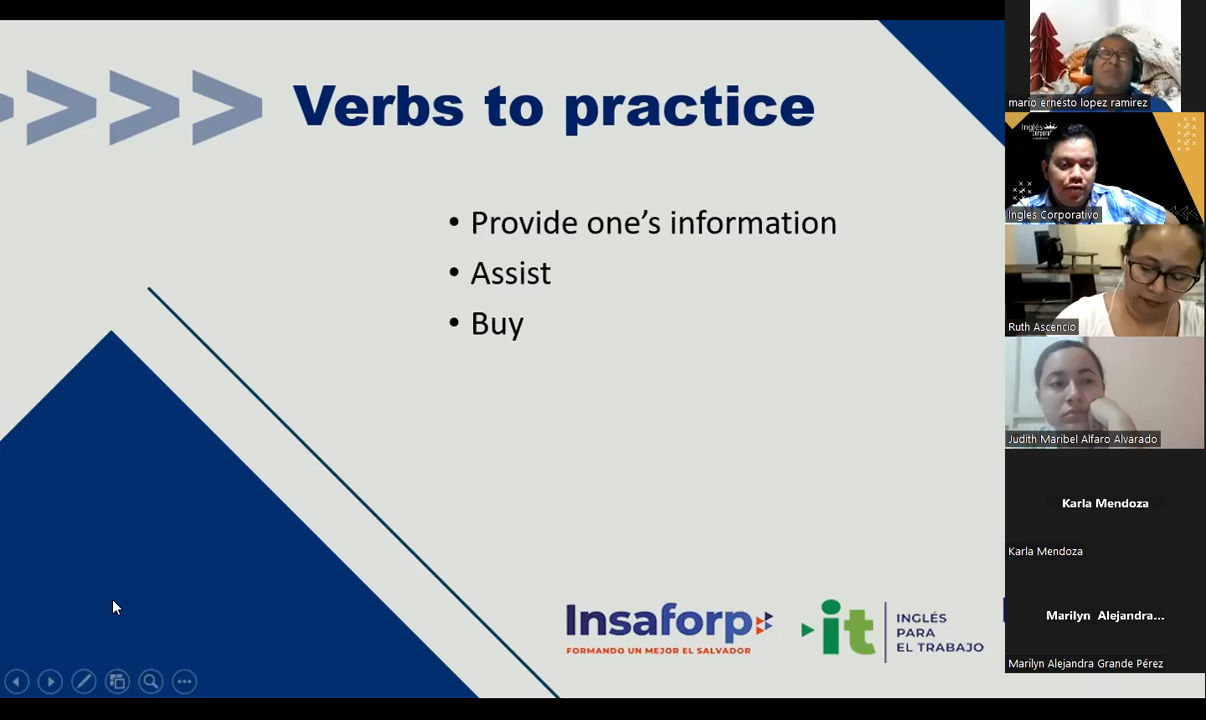 Verbs to practice
• Provide one's information
• Assist
• Buy
Insaforp
FORMANDO UN MEJOR EL SALVADOR
it
INGLÉS
PARA
EL TRABAJO
mario ernesto lopez ramirez
Inglés
Corporativo
Inglés Corporativo
Ruth Ascencio
Judith Maribel Alfaro Alvarado
Karla Mendoza
Karla Mendoza
Marilyn Alejandra...
Marilyn Alejandra Grande Pérez